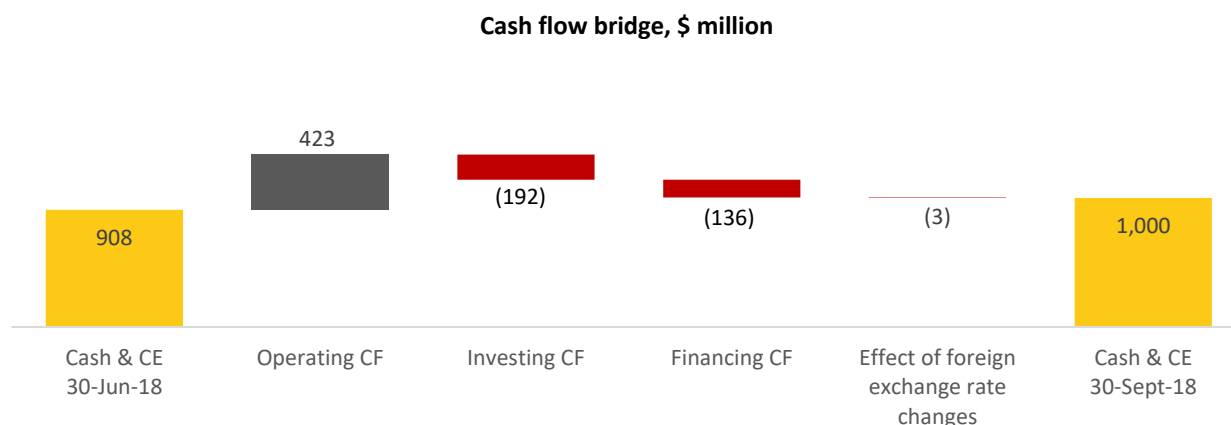 Cash flow bridge, $ million
423
(192)
(136)
(3)
908
1,000
Cash & CE
30-Jun-18
Operating CF
Investing CF
Financing CF
Effect of foreign
exchange rate
changes
Cash & CE
30-Sept-18